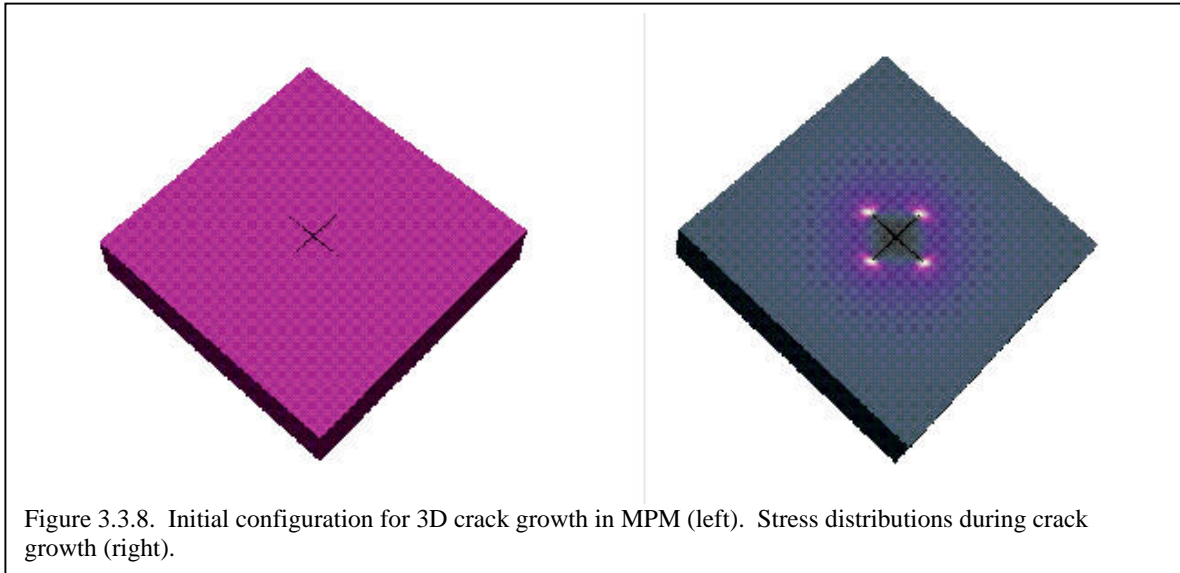 Figure 3.3.8. Initial configuration for 3D crack growth in MPM (left). Stress distributions during crack
growth (right).